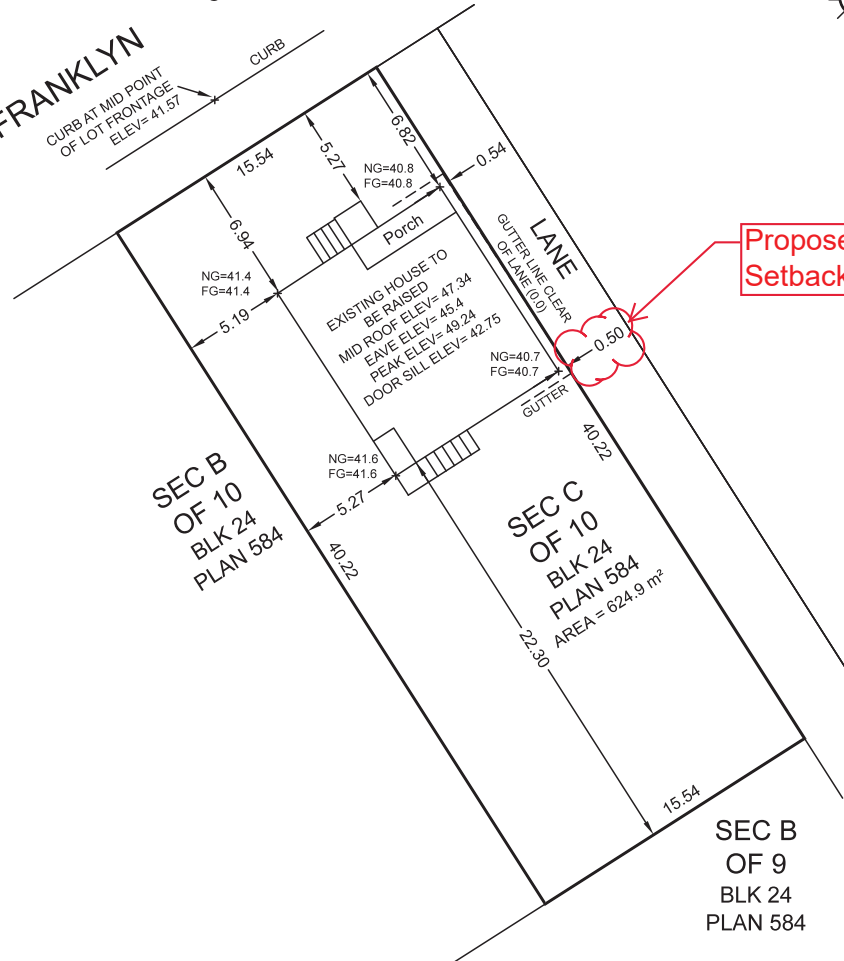 FRANKLYN
CURB
CURB AT MID POINT
OF LOT FRONTAGE
ELEV= 41.57
15.54
6.82
5.27
NG=40.8
FG=40.8
0.54
6.94
Porch
LANE
GUTTER LINE CLEAR
OF LANE (0.0)
Propose
Setback
NG=41.4
FG=41.4
5.19
EXISTING HOUSE TO
BE RAISED
MID ROOF ELEV= 47.34
EAVE ELEV= 45.4
PEAK ELEV= 49.24
DOOR SILL ELEV= 42.75
0.50
NG=40.7
FG=40.7
GUTTER
40.22
NG=41.6
FG=41.6
5.27
SEC B
OF 10
BLK 24
PLAN 584
40.22
SEC C
OF 10
BLK 24
PLAN 584
AREA = 624.9 m²
22.30
15.54
SEC B
OF 9
BLK 24
PLAN 584